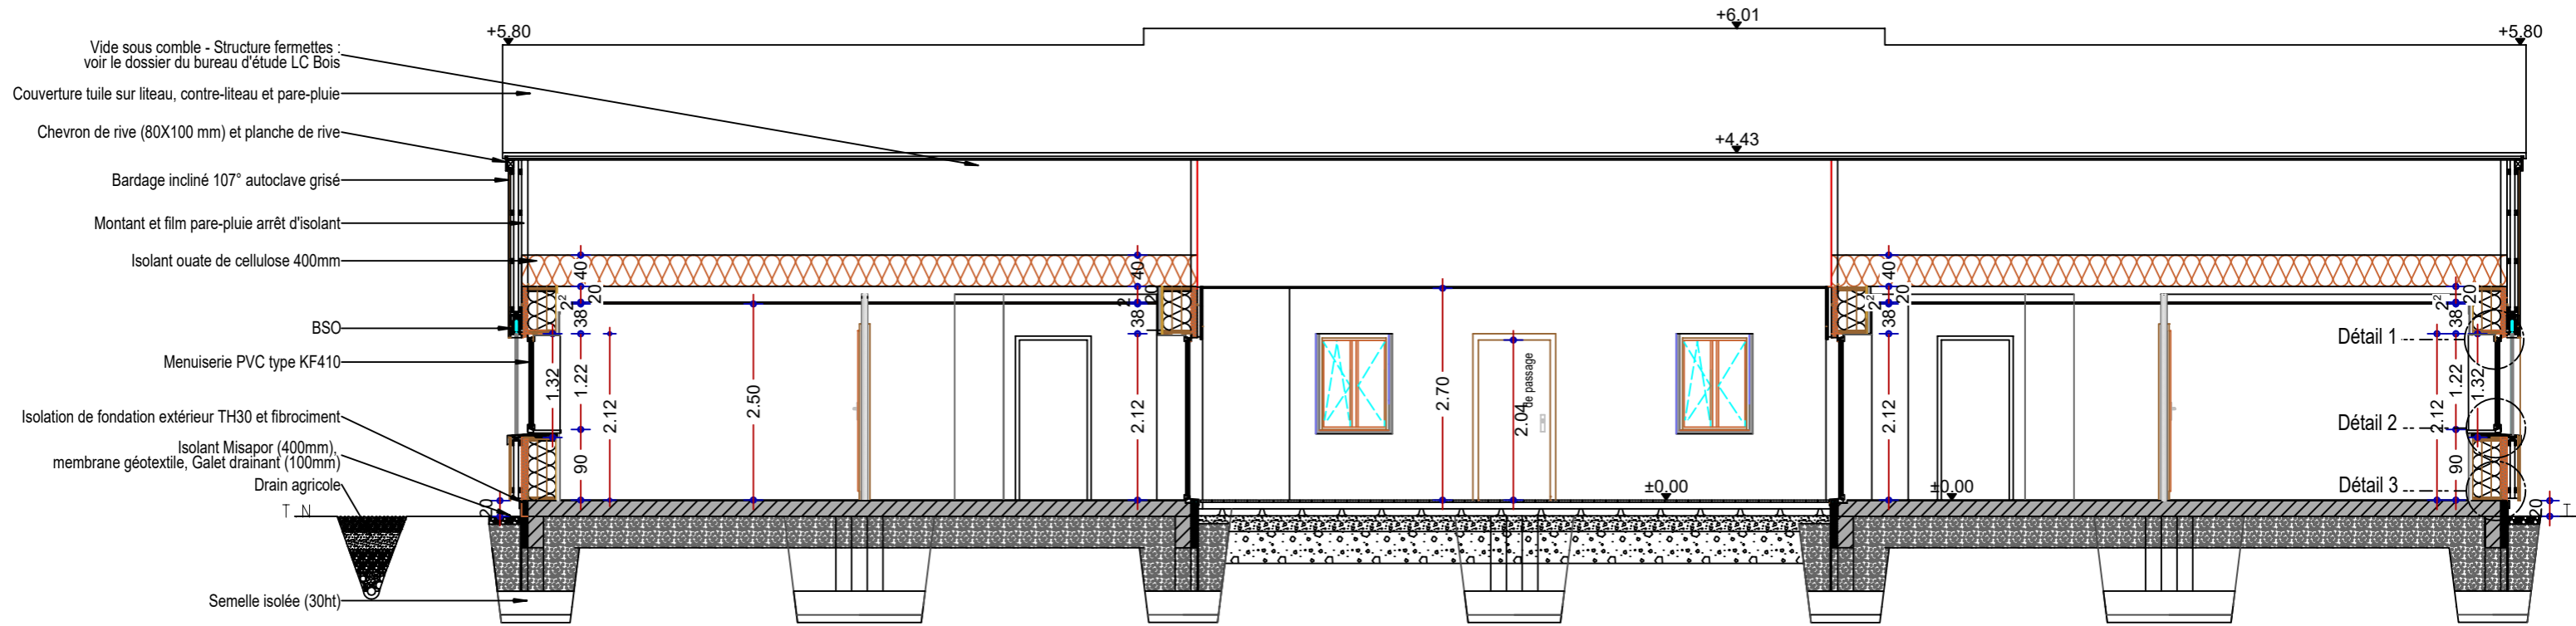 +6.01
+5.80
+5.80
Vide sous comble - Structure fermettes :
voir le dossier du bureau d'étude LC Bois
Couverture tuile sur liteau, contre-liteau et pare-pluie
Chevron de rive (80X100 mm) et planche de rive
+4.43
Bardage incliné 107° autoclave grisé
Montant et film pare-pluie arrêt d'isolant
Isolant ouate de cellulose 400mm
40
40
40
40
20
20
20
20
2²
2
2²
2²
38
38
38
38
BSO
Détail 1
Menuiserie PVC type KF410
1.32
1.22
2.12
2.50
2.12
2.70
2.04
de passage
2.12
2.12
1.22
1.32
Isolation de fondation extérieur TH30 et fibrociment
Détail 2
Isolant Misapor (400mm),
membrane géotextile, Galet drainant (100mm)
90
90
Drain agricole
±0.00
±0.00
Détail 3
T N
20
20
T
Semelle isolée (30ht)